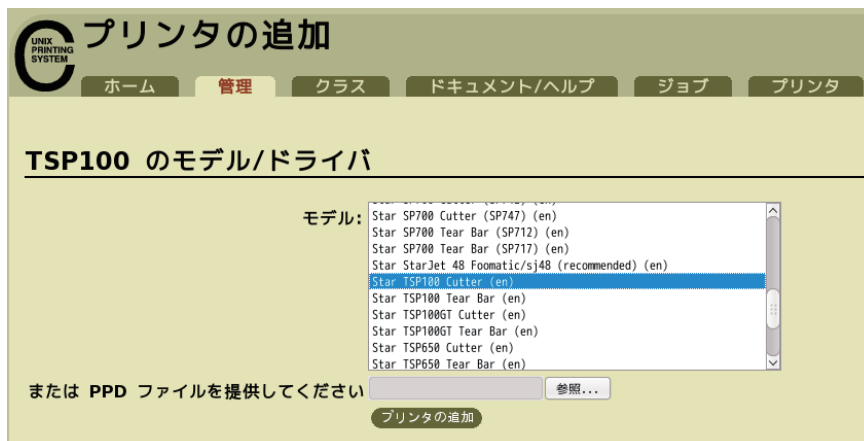 UNIX
PRINTING
SYSTEM
プリンタの追加
ホーム 管理 クラス ドキュメント/ヘルプ ジョブ プリンタ
TSP100 のモデル/ドライバ
モデル:
Star SP700 Cutter (SP747) (en)
Star SP700 Tear Bar (SP712) (en)
Star SP700 Tear Bar (SP717) (en)
Star StarJet 48 Foomatic/sj48 (recommended) (en)
Star TSP100 Cutter (en)
Star TSP100 Tear Bar (en)
Star TSP100GT Cutter (en)
Star TSP100GT Tear Bar (en)
Star TSP650 Cutter (en)
Star TSP650 Tear Bar (en)
または PPD ファイルを提供してください 参照...
プリンタの追加